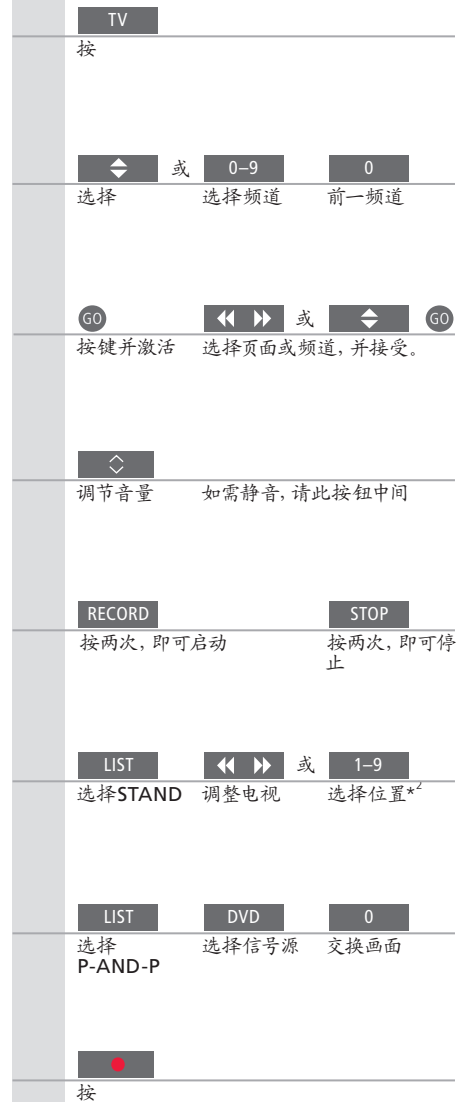 TV
按
或 0–9 0
选择 选择频道 前一频道
GO 或 GO
按键并激活 选择页面或频道，并接受。
调节音量 如需静音，请此按钮中间
RECORD STOP
按两次，即可启动 按两次，即可停
止
LIST 或 1–9
选择STAND 调整电视 选择位置*2
LIST DVD 0
选择 选择信号源 交换画面
P-AND-P
按